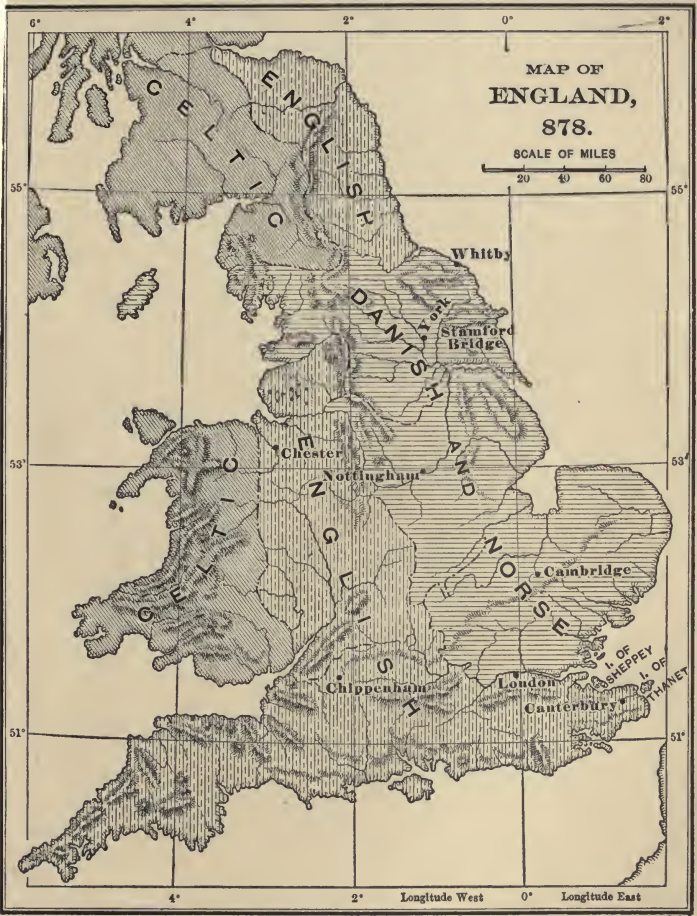 6° 4° 2° 0° 2°
MAP OF
ENGLAND,
878.
SCALE OF MILES
20 40 60 80
CELTIC
ENGLISH
55° 55°
Whitby
DANISH AND NORSE
York
Stamford
Bridge
53° 53°
Chester
Nottingham
CELTIC
ENGLISH
Cambridge
I. OF
SHEPPEY
I. OF
THANET
London
Chippenham
Canterbury
51° 51°
4° 2° Longitude West 0° Longitude East